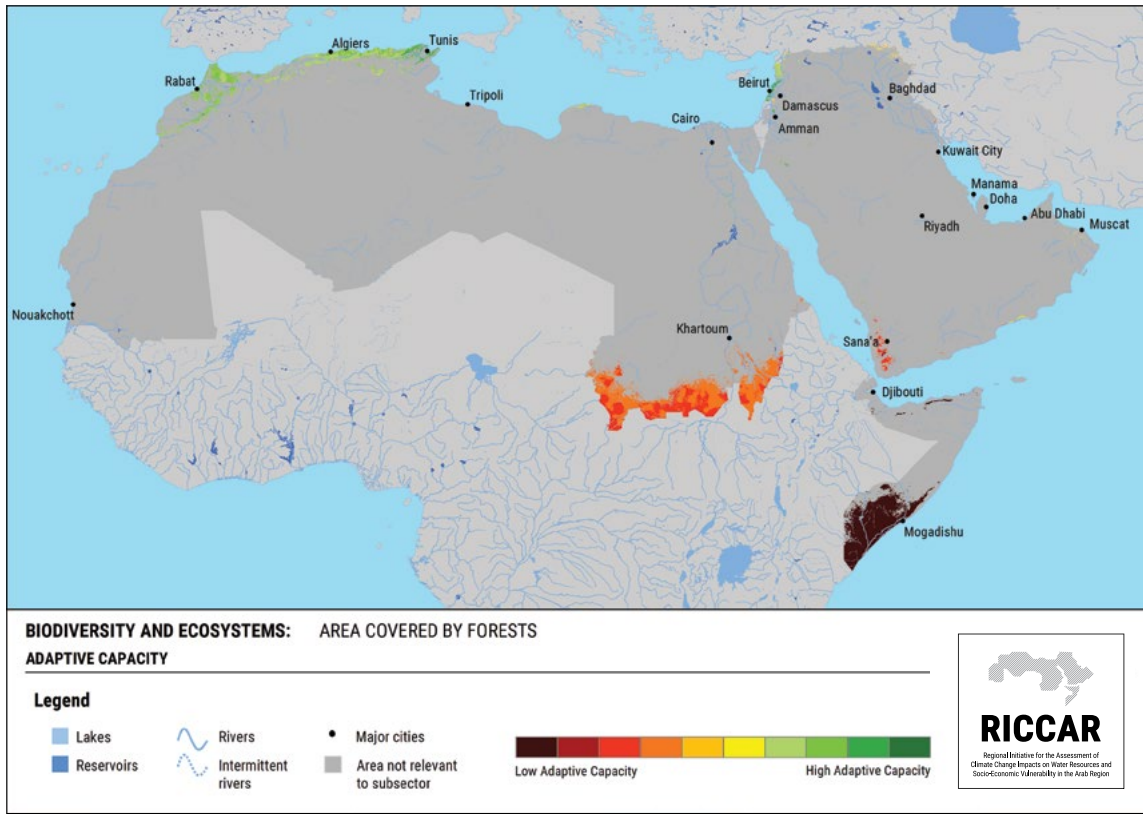 Algiers
Tunis
Rabat
Tripoli
Beirut
Damascus
Baghdad
Cairo
Amman
Kuwait City
Manama
Doha
Abu Dhabi
Muscat
Riyadh
Nouakchott
Khartoum
Sana'a
Djibouti
Mogadishu
BIODIVERSITY AND ECOSYSTEMS: AREA COVERED BY FORESTS
ADAPTIVE CAPACITY
Legend
Lakes
Reservoirs
Rivers
Intermittent
rivers
Major cities
Area not relevant
to subsector
Low Adaptive Capacity
High Adaptive Capacity
RICCAR
Regional Initiative for the Assessment of
Climate Change Impacts on Water Resources and
Socio-Economic Vulnerability in the Arab Region